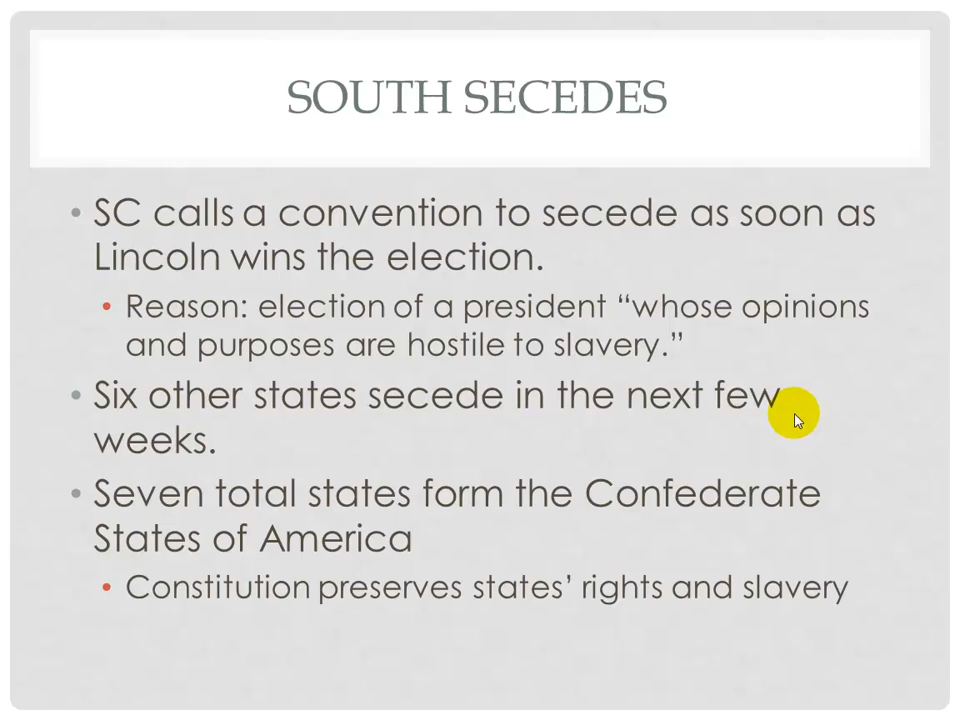 SOUTH SECEDES
• SC calls a convention to secede as soon as
Lincoln wins the election.
• Reason: election of a president “whose opinions
and purposes are hostile to slavery.”
• Six other states secede in the next few
weeks.
• Seven total states form the Confederate
States of America
• Constitution preserves states’ rights and slavery